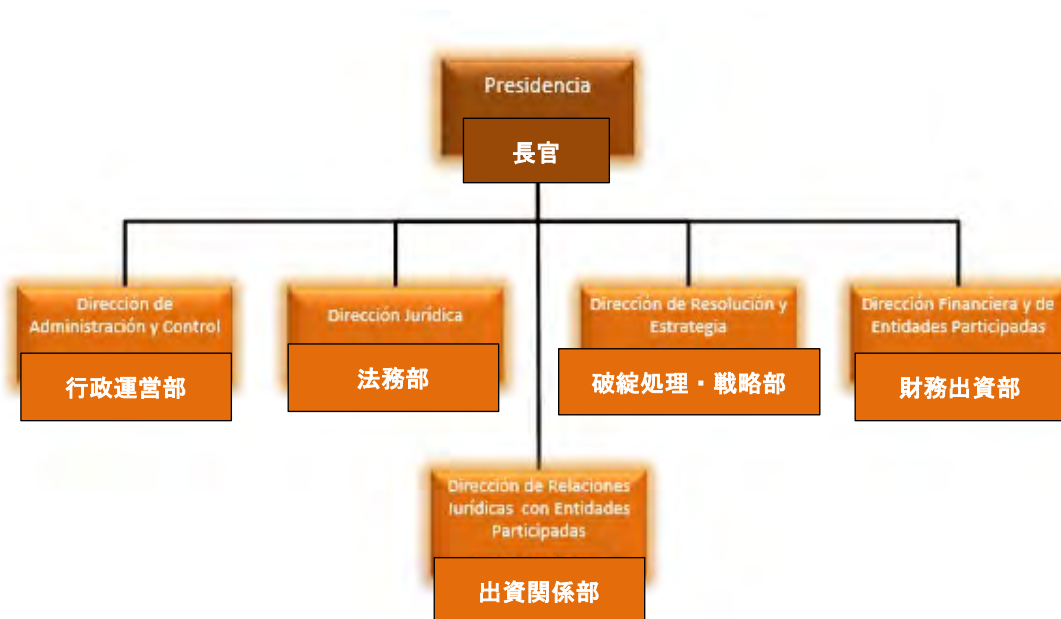 Presidencia
長官
Dirección de
Administración y Control
行政運営部
Dirección Jurídica
法務部
Dirección de Resolución y
Estrategia
破綻処理・戦略部
Dirección Financiera y de
Entidades Participadas
財務出資部
Dirección de Relaciones
Jurídicas con Entidades
Participadas
出資関係部